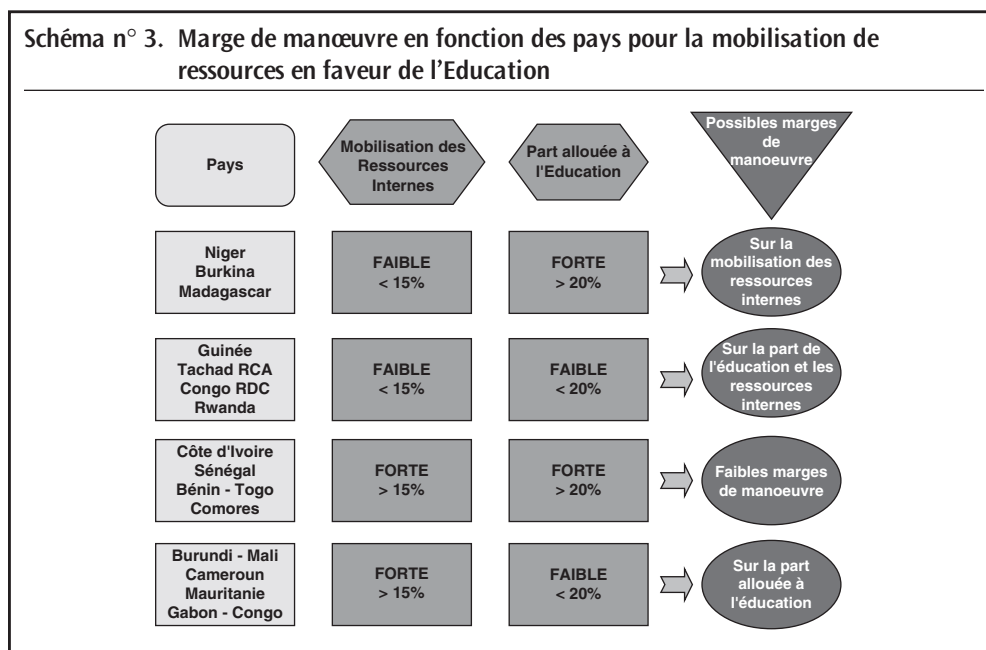 Schéma n° 3. Marge de manœuvre en fonction des pays pour la mobilisation de
ressources en faveur de l'Education
Pays
Mobilisation des
Ressources
Internes
Part allouée à
l'Education
Possibles marges
de
manoeuvre
Niger
Burkina
Madagascar
FAIBLE
< 15%
FORTE
> 20%
Sur la
mobilisation des
ressources
internes
Guinée
Tachad RCA
Congo RDC
Rwanda
FAIBLE
< 15%
FAIBLE
< 20%
Sur la part de
l'éducation et les
ressources
internes
Côte d'Ivoire
Sénégal
Bénin - Togo
Comores
FORTE
> 15%
FORTE
> 20%
Faibles marges
de manoeuvre
Burundi - Mali
Cameroun
Mauritanie
Gabon - Congo
FORTE
> 15%
FAIBLE
< 20%
Sur la part
allouée à
l'éducation